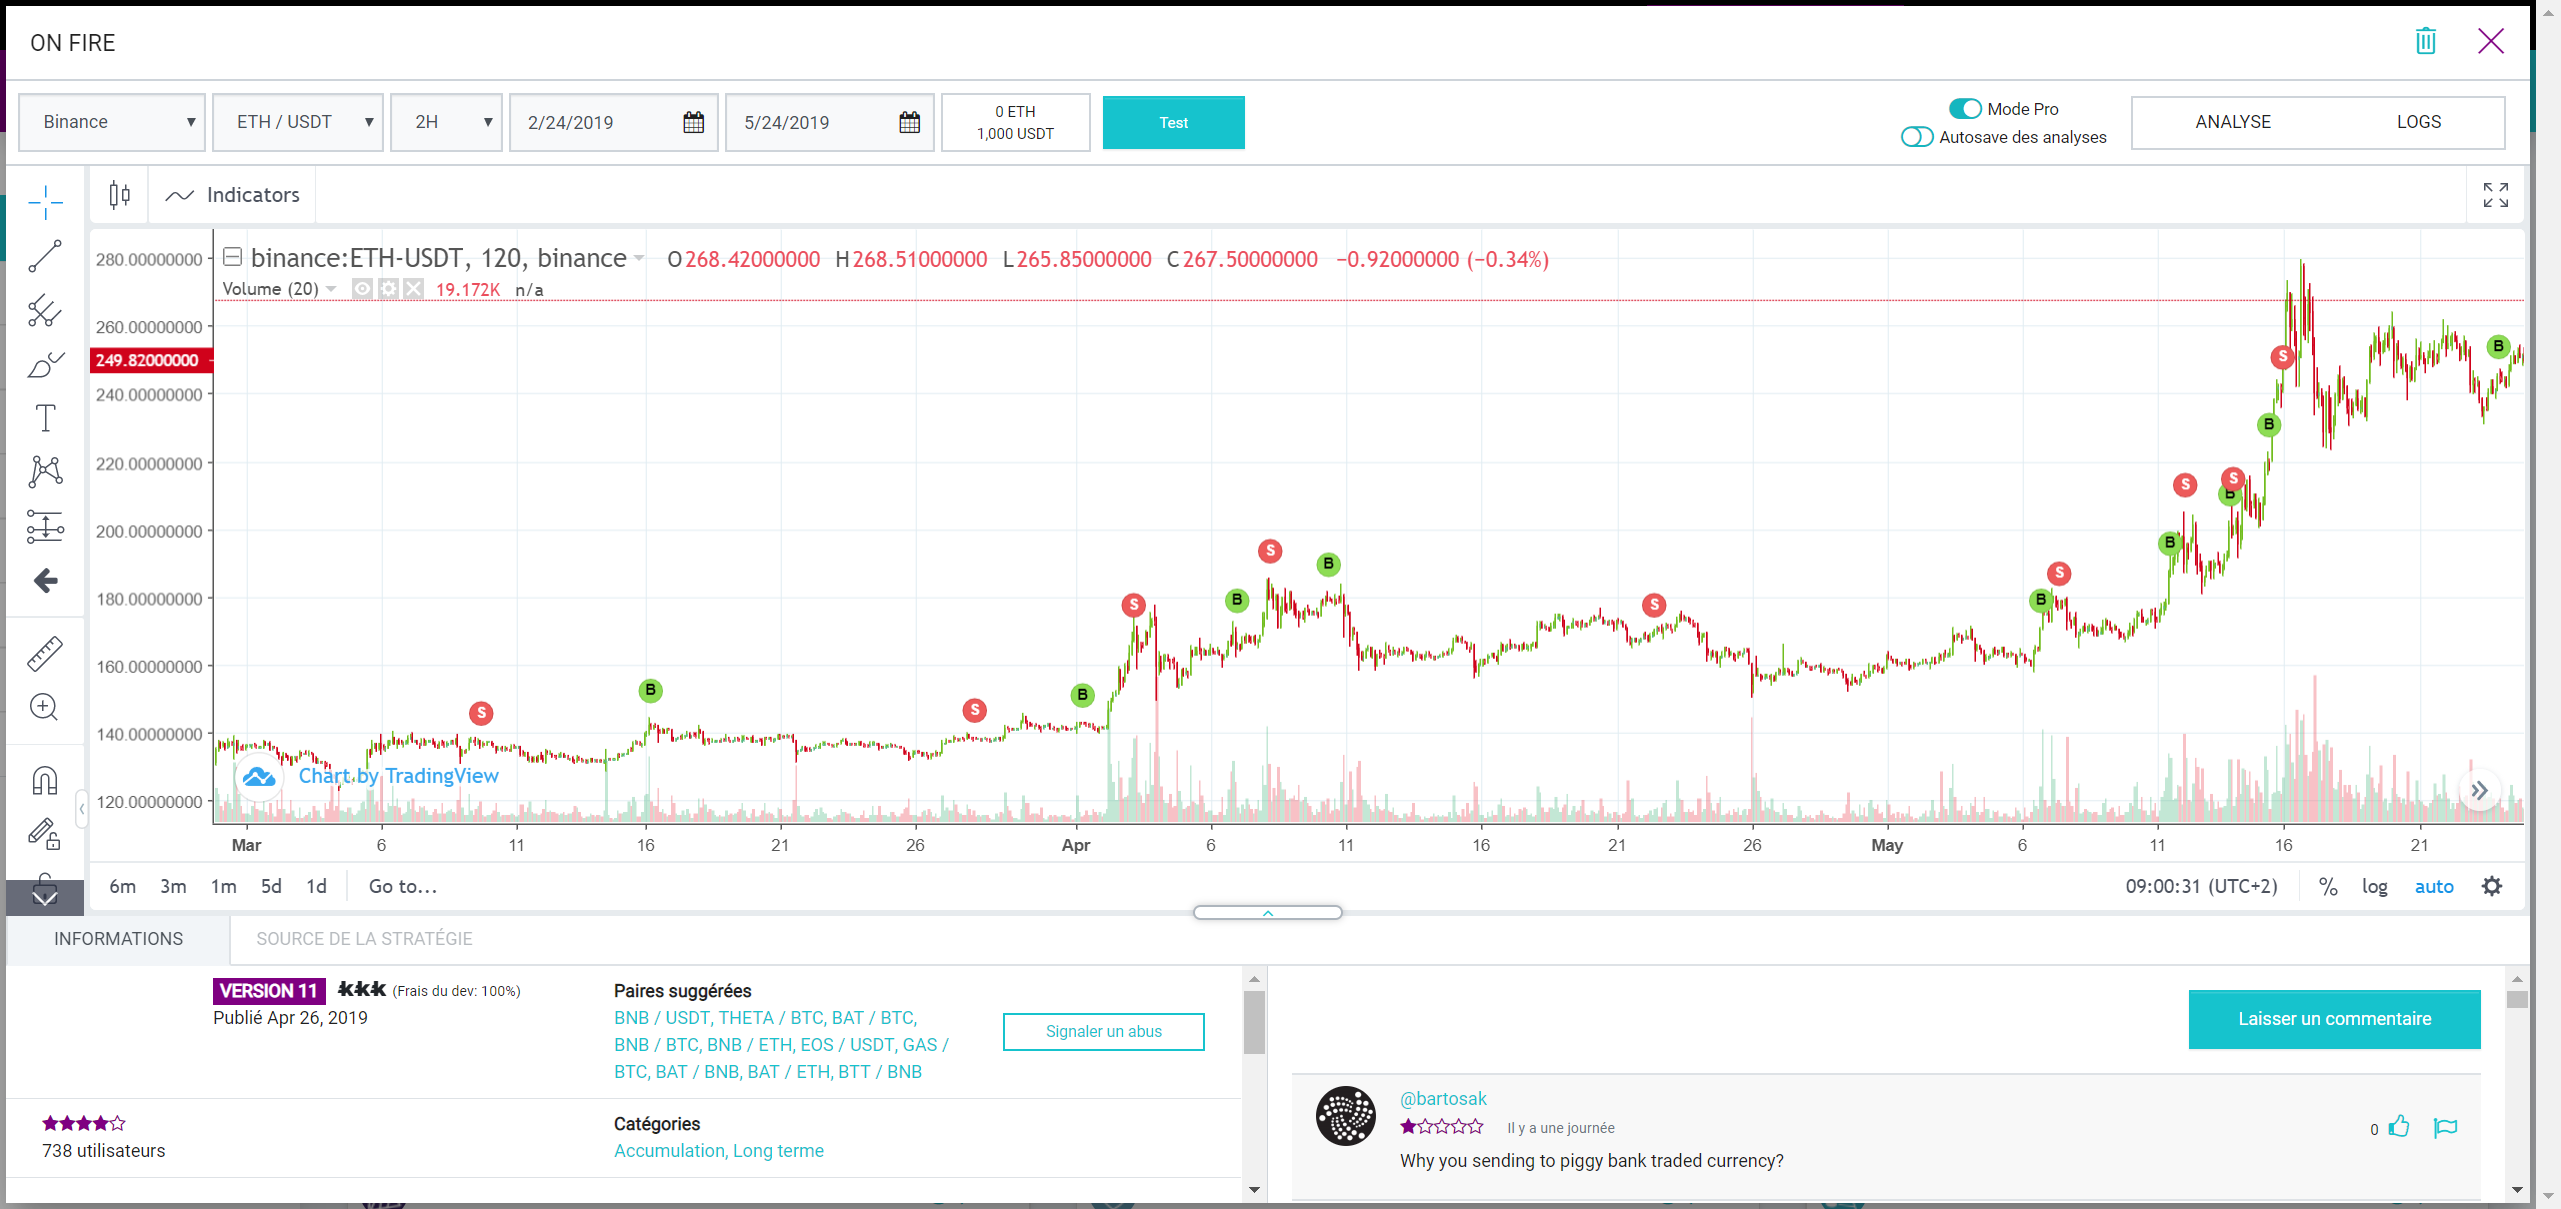 ON FIRE
Binance ETH / USDT 2H 2/24/2019 5/24/2019 0 ETH 1,000 USDT Test Mode Pro Autosave des analyses ANALYSE LOGS
Indicators
binance:ETH-USDT, 120, binance O268.42000000 H268.51000000 L265.85000000 C267.50000000 −0.92000000 (−0.34%)
Volume (20) 19.172K n/a
280.00000000
260.00000000
249.82000000
240.00000000
220.00000000
200.00000000
180.00000000
160.00000000
140.00000000
120.00000000
S B S B S B S B S B S B S B S B S B
Chart by TradingView
Mar 6 11 16 21 26 Apr 6 11 16 21 26 May 6 11 16 21
6m 3m 1m 5d 1d Go to... 09:00:31 (UTC+2) % log auto
INFORMATIONS SOURCE DE LA STRATÉGIE
VERSION 11 kkk (Frais du dev: 100%)
Publié Apr 26, 2019
Paires suggérées
BNB / USDT, THETA / BTC, BAT / BTC,
BNB / BTC, BNB / ETH, EOS / USDT, GAS /
BTC, BAT / BNB, BAT / ETH, BTT / BNB
Signaler un abus
738 utilisateurs
Catégories
Accumulation, Long terme
Laisser un commentaire
@bartosak
Il y a une journée
0
Why you sending to piggy bank traded currency?